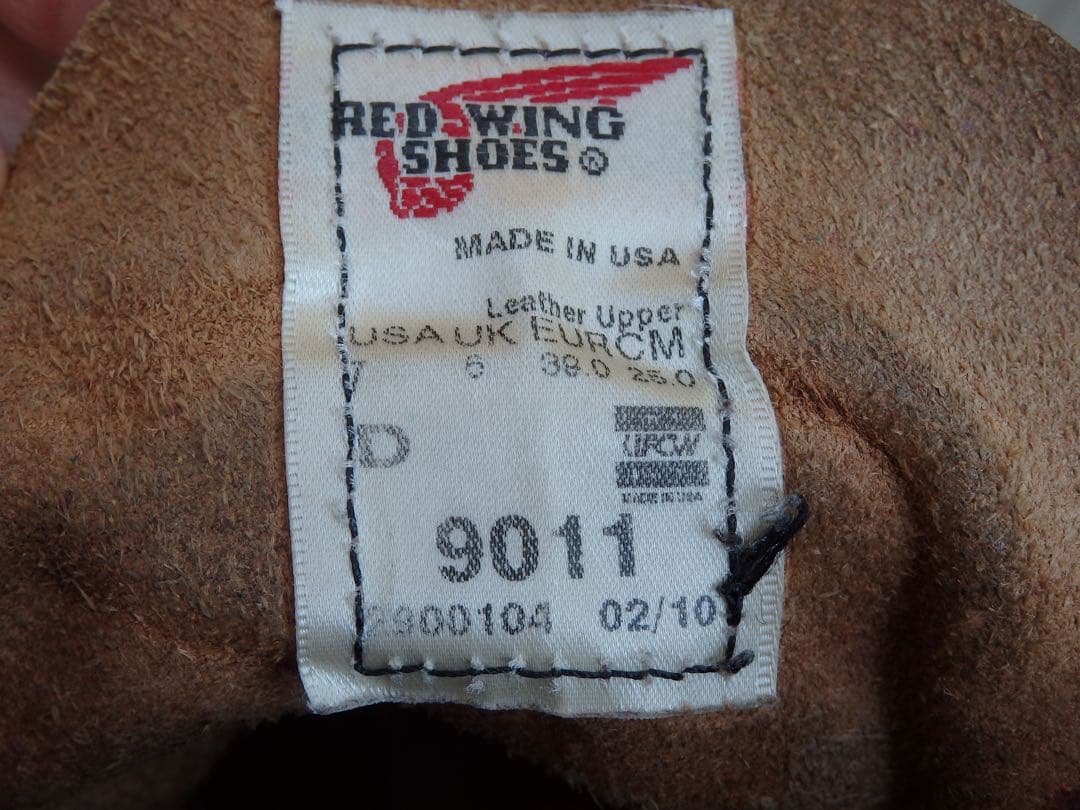 RED WING
SHOES ®
MADE IN USA
Leather Upper
USA UK EUR CM
7 6 39.0 25.0
D
UFCW
MADE IN USA
9011
2900104 02/10